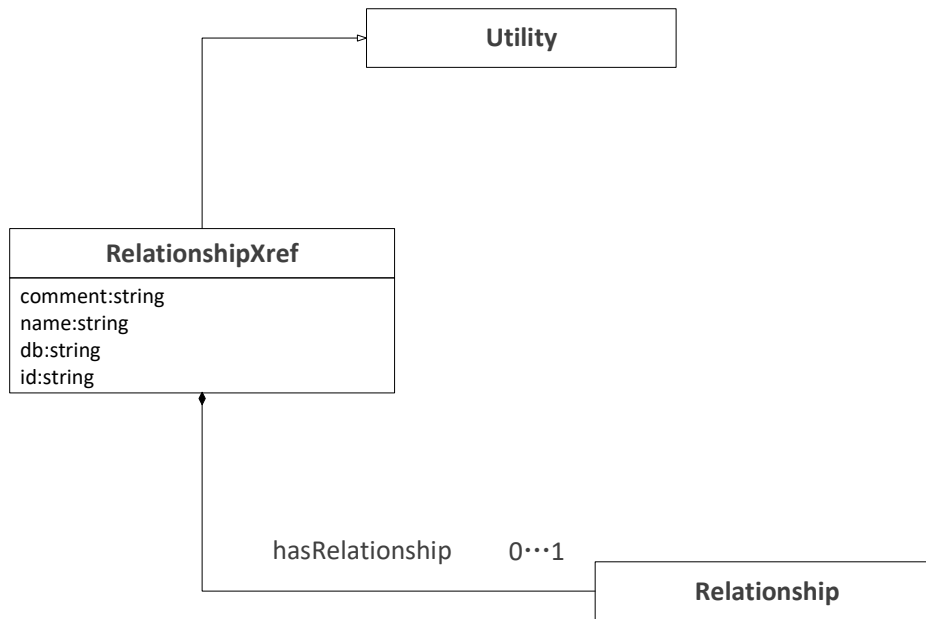 Utility
RelationshipXref
comment:string
name:string
db:string
id:string
hasRelationship 0···1
Relationship